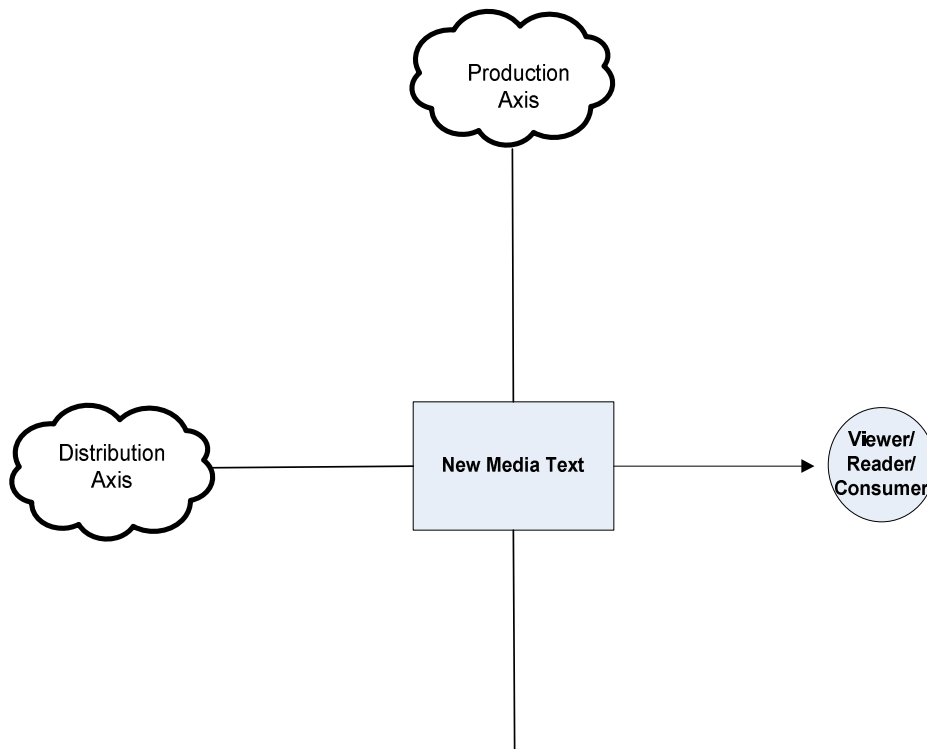 Production
Axis
Distribution
Axis
New Media Text
Viewer/
Reader/
Consumer